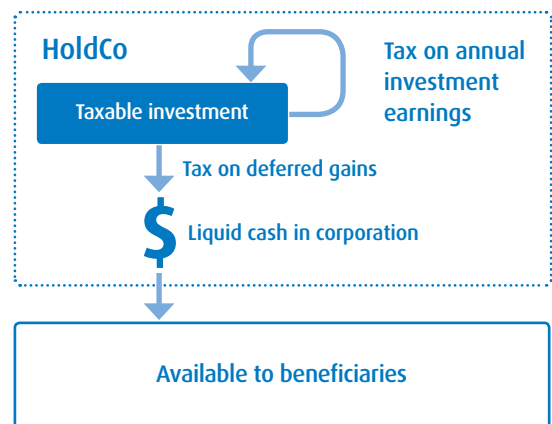 HoldCo
Tax on annual
investment
earnings
Taxable investment
Tax on deferred gains
$
Liquid cash in corporation
Available to beneficiaries